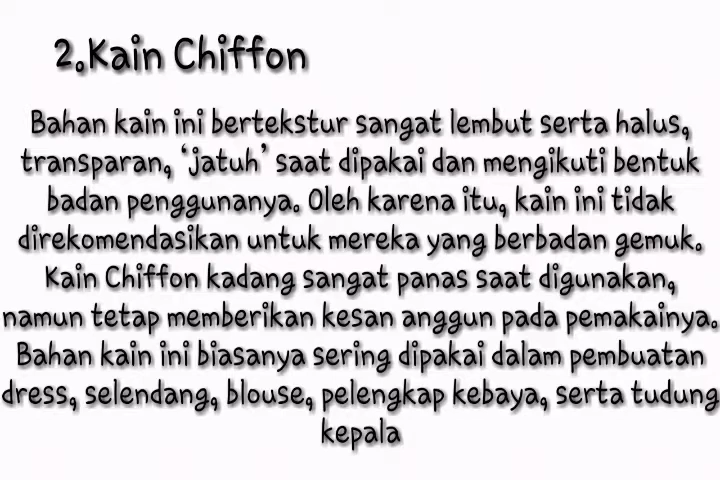 2.Kain Chiffon
Bahan kain ini bertekstur sangat lembut serta halus,
transparan, ‘jatuh’ saat dipakai dan mengikuti bentuk
badan penggunanya. Oleh karena itu, kain ini tidak
direkomendasikan untuk mereka yang berbadan gemuk.
Kain Chiffon kadang sangat panas saat digunakan,
namun tetap memberikan kesan anggun pada pemakainya.
Bahan kain ini biasanya sering dipakai dalam pembuatan
dress, selendang, blouse, pelengkap kebaya, serta tudung
kepala